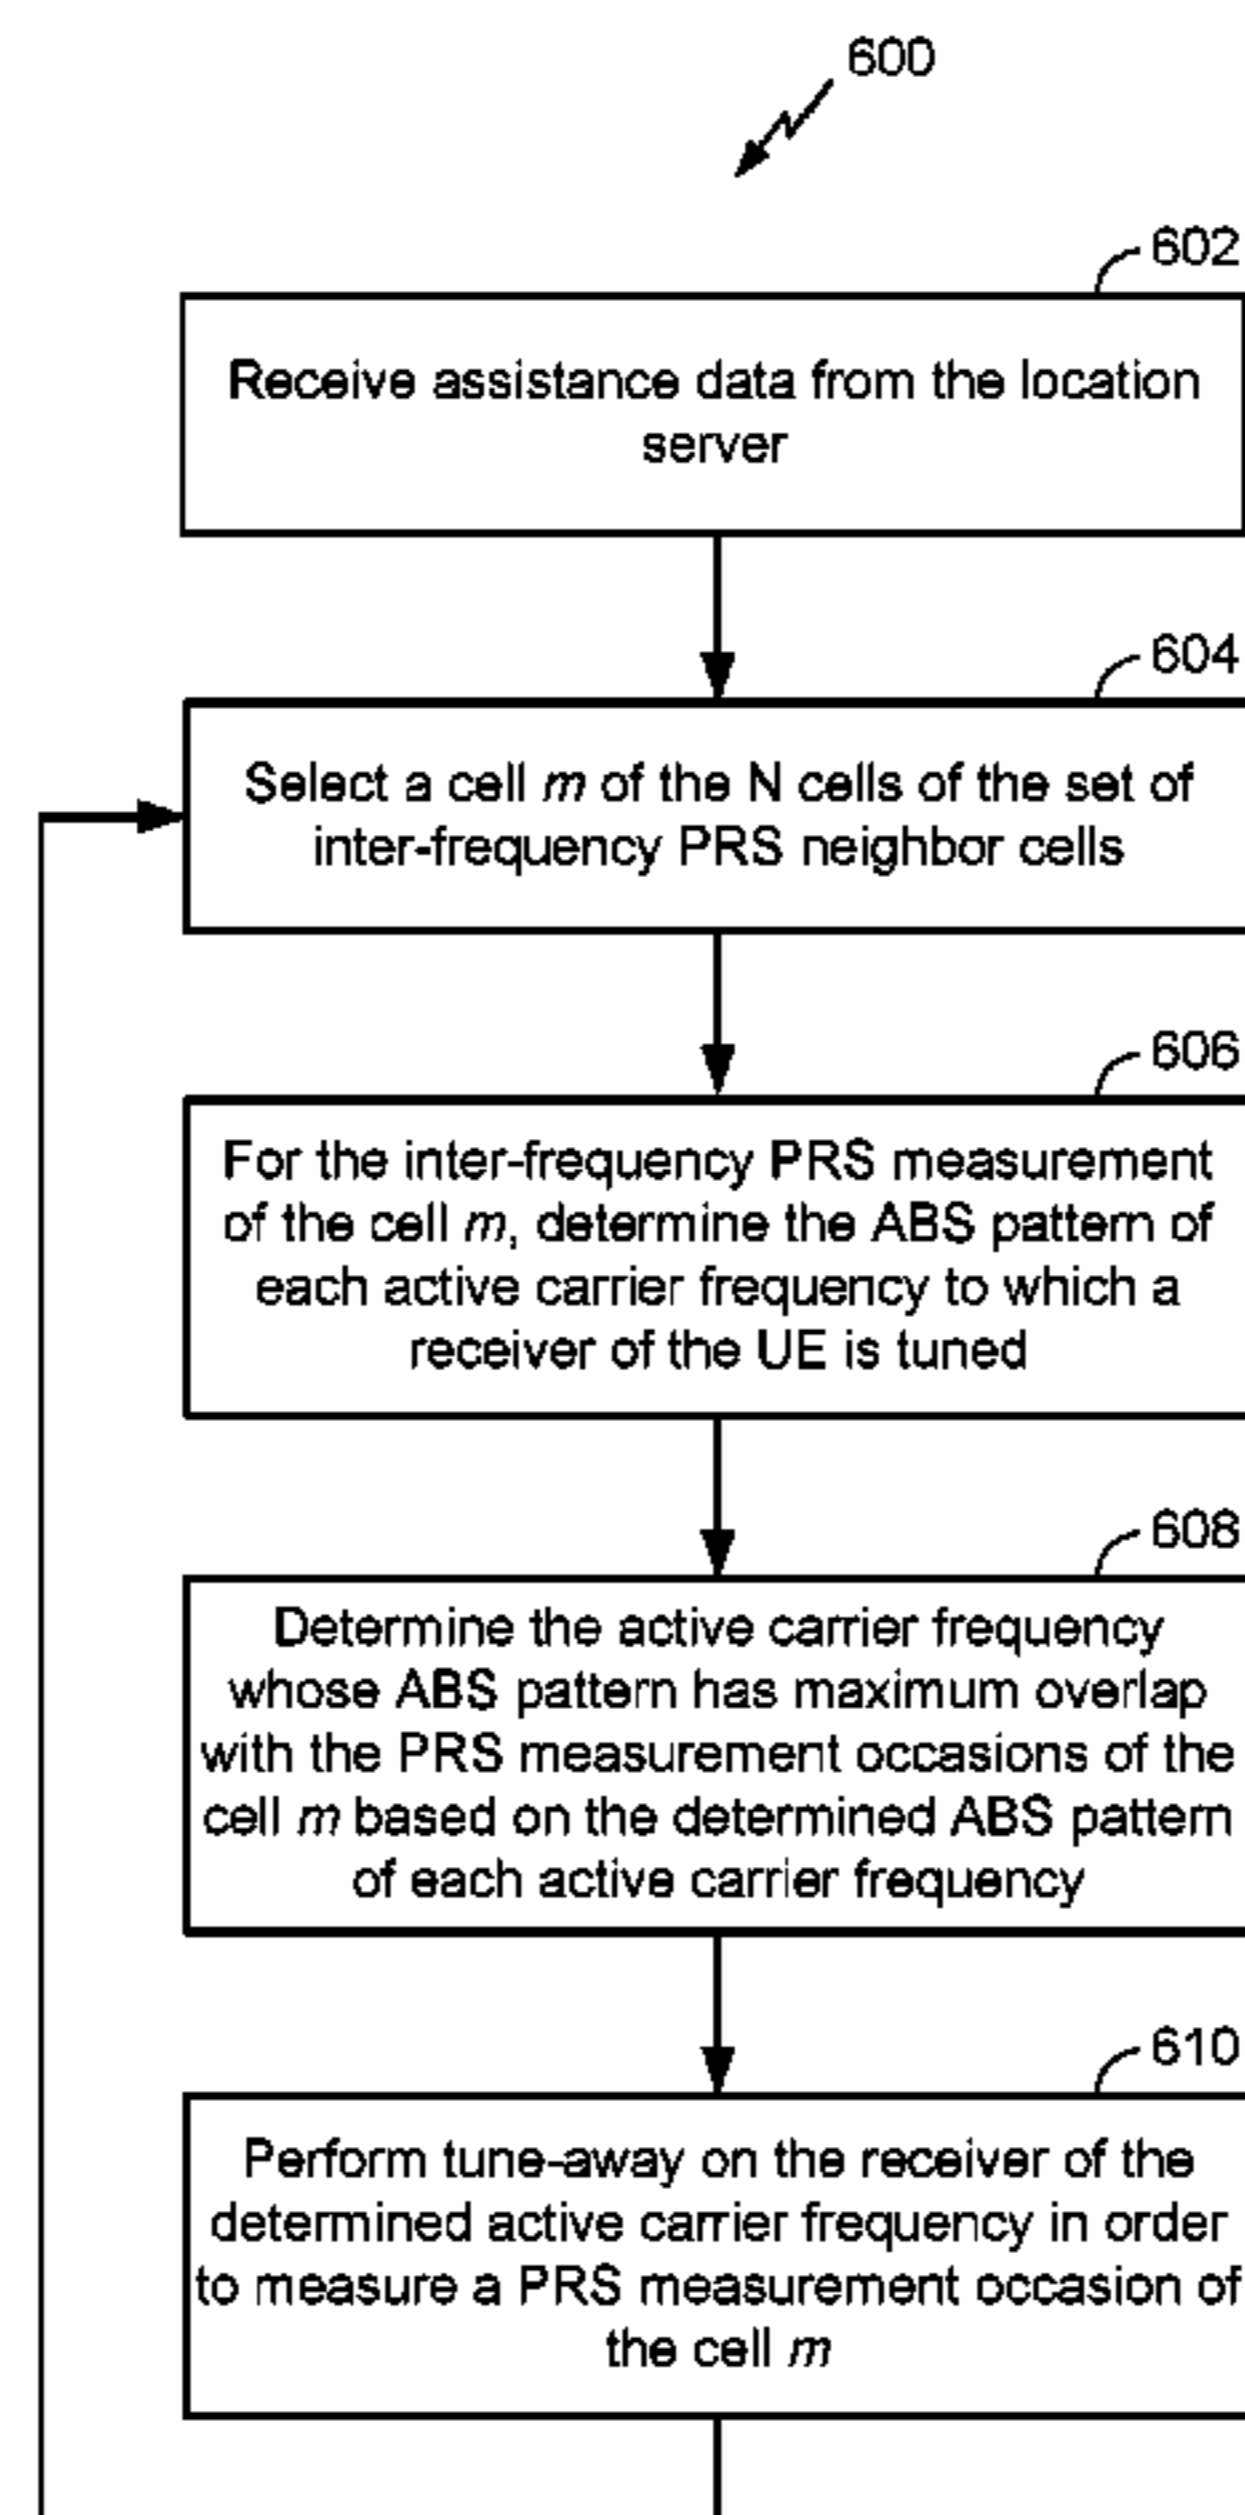 600
602
Receive assistance data from the location
server
604
Select a cell m of the N cells of the set of
inter-frequency PRS neighbor cells
606
For the inter-frequency PRS measurement
of the cell m, determine the ABS pattern of
each active carrier frequency to which a
receiver of the UE is tuned
608
Determine the active carrier frequency
whose ABS pattern has maximum overlap
with the PRS measurement occasions of the
cell m based on the determined ABS pattern
of each active carrier frequency
610
Perform tune-away on the receiver of the
determined active carrier frequency in order
to measure a PRS measurement occasion of
the cell m